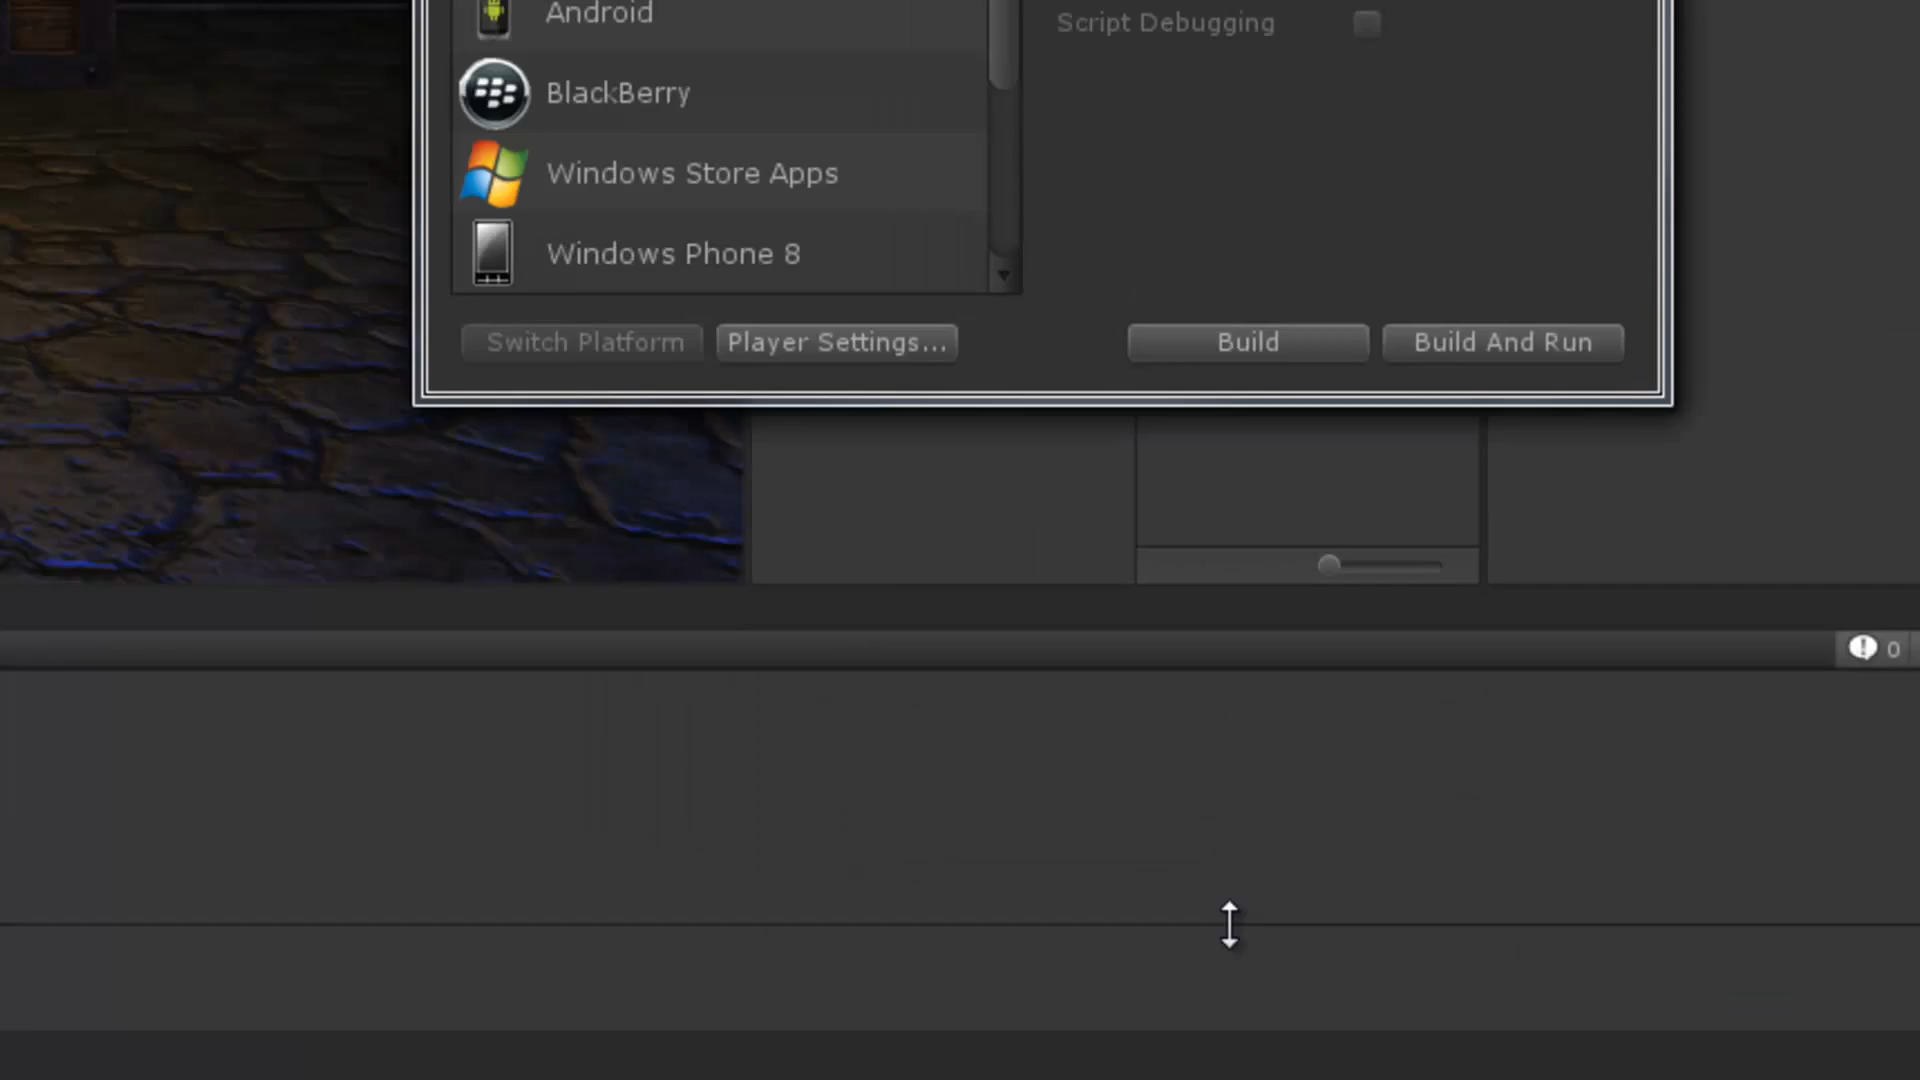 Android
Script Debugging
BlackBerry
Windows Store Apps
Windows Phone 8
Switch Platform
Player Settings...
Build
Build And Run
0